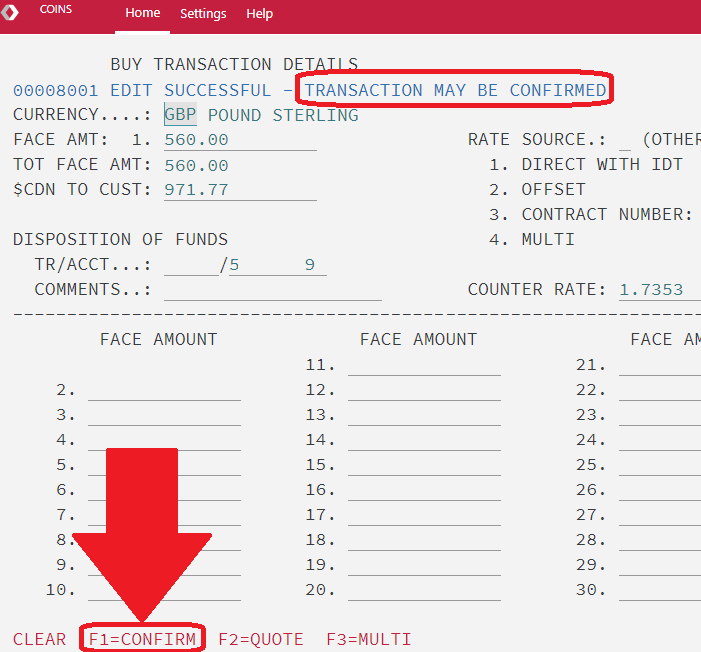 COINS Home Settings Help
BUY TRANSACTION DETAILS
00008001 EDIT SUCCESSFUL - TRANSACTION MAY BE CONFIRMED
CURRENCY....: GBP POUND STERLING
FACE AMT: 1. 560.00 RATE SOURCE.: _ (OTHER
TOT FACE AMT: 560.00 1. DIRECT WITH IDT
$CDN TO CUST: 971.77 2. OFFSET
3. CONTRACT NUMBER:
DISPOSITION OF FUNDS 4. MULTI
TR/ACCT...: /5 9
COMMENTS..: COUNTER RATE: 1.7353
FACE AMOUNT FACE AMOUNT FACE AM
11. 21.
2. 12. 22.
3. 13. 23.
4. 14. 24.
5. 15. 25.
6. 16. 26.
7. 17. 27.
8. 18. 28.
9. 19. 29.
10. 20. 30.
CLEAR F1=CONFIRM F2=QUOTE F3=MULTI